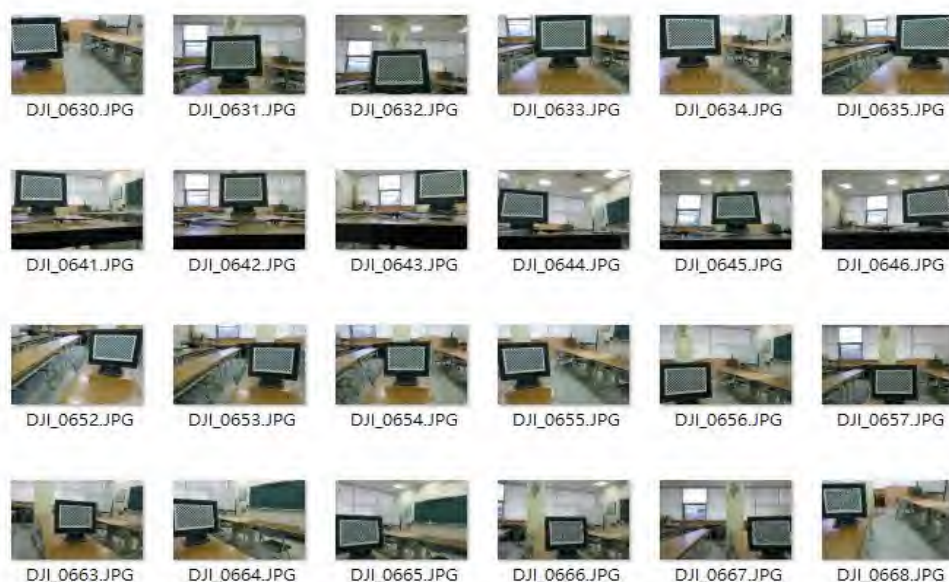 DJI_0630.JPG DJI_0631.JPG DJI_0632.JPG DJI_0633.JPG DJI_0634.JPG DJI_0635.JPG
DJI_0641.JPG DJI_0642.JPG DJI_0643.JPG DJI_0644.JPG DJI_0645.JPG DJI_0646.JPG
DJI_0652.JPG DJI_0653.JPG DJI_0654.JPG DJI_0655.JPG DJI_0656.JPG DJI_0657.JPG
DJI_0663.JPG DJI_0664.JPG DJI_0665.JPG DJI_0666.JPG DJI_0667.JPG DJI_0668.JPG